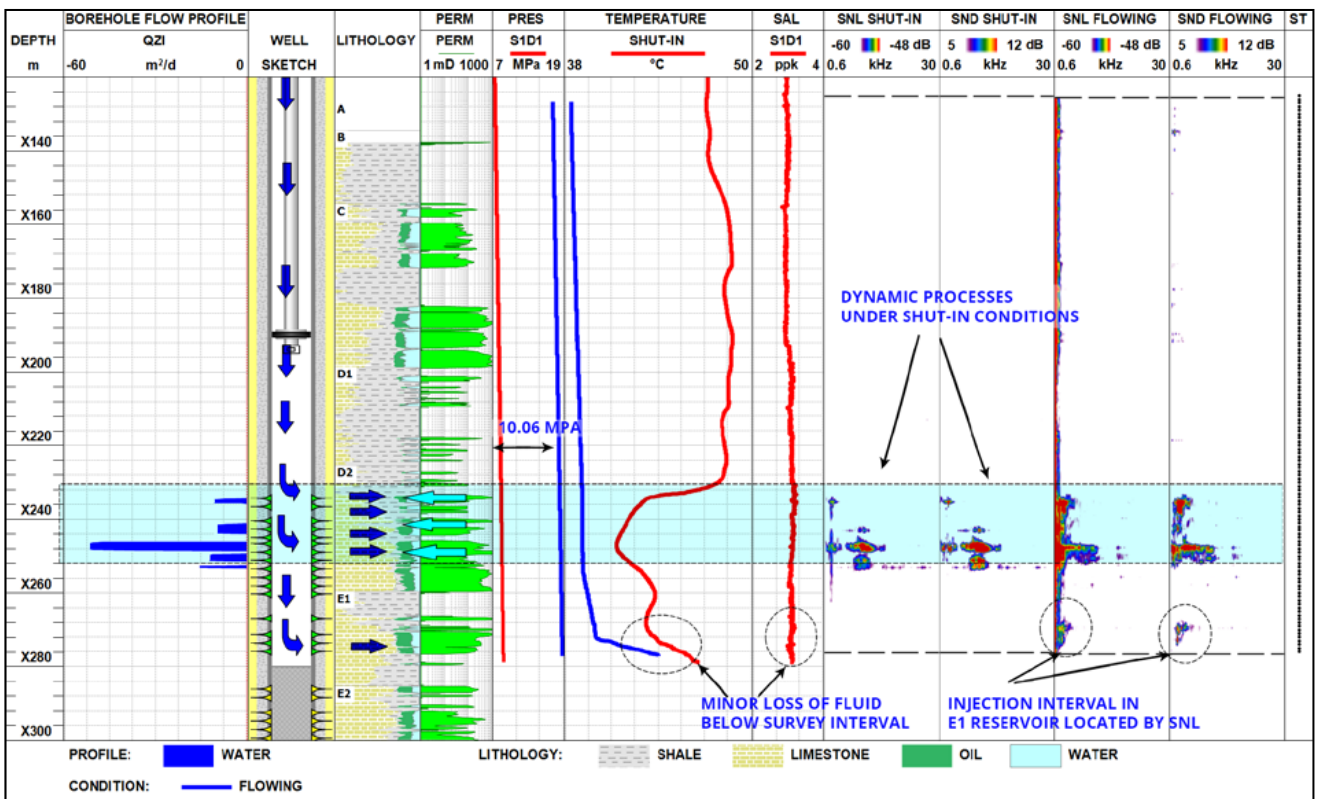 BOREHOLE FLOW PROFILE PERM PRES TEMPERATURE SAL SNL SHUT-IN SND SHUT-IN SNL FLOWING SND FLOWING ST
DEPTH QZI WELL LITHOLOGY PERM S1D1 SHUT-IN S1D1 -60 -48 dB 5 12 dB -60 -48 dB 5 12 dB
m -60 m²/d 0 SKETCH 1 mD 1000 7 MPa 19 38 °C 50 2 ppk 4 0.6 kHz 30 0.6 kHz 30 0.6 kHz 30 0.6 kHz 30
A
B
X140
C
X160
X180
DYNAMIC PROCESSES
UNDER SHUT-IN CONDITIONS
X200
D1
X220
10.06 MPA
D2
X240
X260
E1
X280
E2
MINOR LOSS OF FLUID
BELOW SURVEY INTERVAL
INJECTION INTERVAL IN
E1 RESERVOIR LOCATED BY SNL
X300
PROFILE: WATER LITHOLOGY: SHALE LIMESTONE OIL WATER
CONDITION: FLOWING